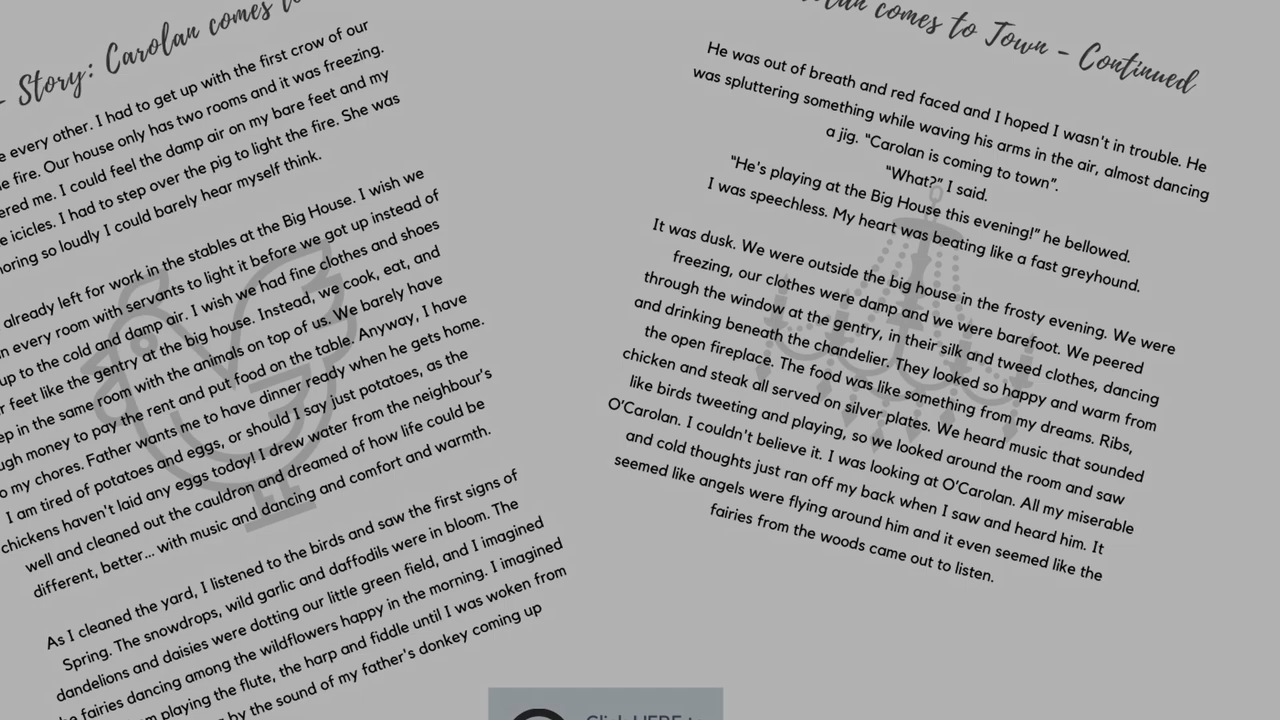 - Story: Carolan comes to
every other. I had to get up with the first crow of our
fire. Our house only has two rooms and it was freezing.
me. I could feel the damp air on my bare feet and my
icicles. I had to step over the pig to light the fire. She was
so loudly I could barely hear myself think.
already left for work in the stables at the Big House. I wish we
every room with servants to light it before we got up instead of
up to the cold and damp air. I wish we had fine clothes and shoes
feet like the gentry at the big house. Instead, we cook, eat, and
in the same room with the animals on top of us. We barely have
money to pay the rent and put food on the table. Anyway, I have
my chores. Father wants me to have dinner ready when he gets home.
I am tired of potatoes and eggs, or should I say just potatoes, as the
chickens haven't laid any eggs today! I drew water from the neighbour's
well and cleaned out the cauldron and dreamed of how life could be
different, better... with music and dancing and comfort and warmth.
As I cleaned the yard, I listened to the birds and saw the first signs of
Spring. The snowdrops, wild garlic and daffodils were in bloom. The
dandelions and daisies were dotting our little green field, and I imagined
fairies dancing among the wildflowers happy in the morning. I imagined
playing the flute, the harp and fiddle until I was woken from
by the sound of my father's donkey coming up
comes to Town - Continued
He was out of breath and red faced and I hoped I wasn't in trouble. He
was spluttering something while waving his arms in the air, almost dancing
a jig. "Carolan is coming to town".
"What?" I said.
"He's playing at the Big House this evening!" he bellowed.
I was speechless. My heart was beating like a fast greyhound.
It was dusk. We were outside the big house in the frosty evening. We were
freezing, our clothes were damp and we were barefoot. We peered
through the window at the gentry, in their silk and tweed clothes, dancing
and drinking beneath the chandelier. They looked so happy and warm from
the open fireplace. The food was like something from my dreams. Ribs,
chicken and steak all served on silver plates. We heard music that sounded
like birds tweeting and playing, so we looked around the room and saw
O'Carolan. I couldn't believe it. I was looking at O'Carolan. All my miserable
and cold thoughts just ran off my back when I saw and heard him. It
seemed like angels were flying around him and it even seemed like the
fairies from the woods came out to listen.
Click HERE to